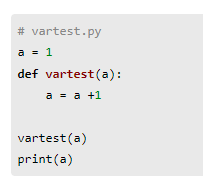 # vartest.py
a = 1
def vartest(a):
    a = a +1

vartest(a)
print(a)